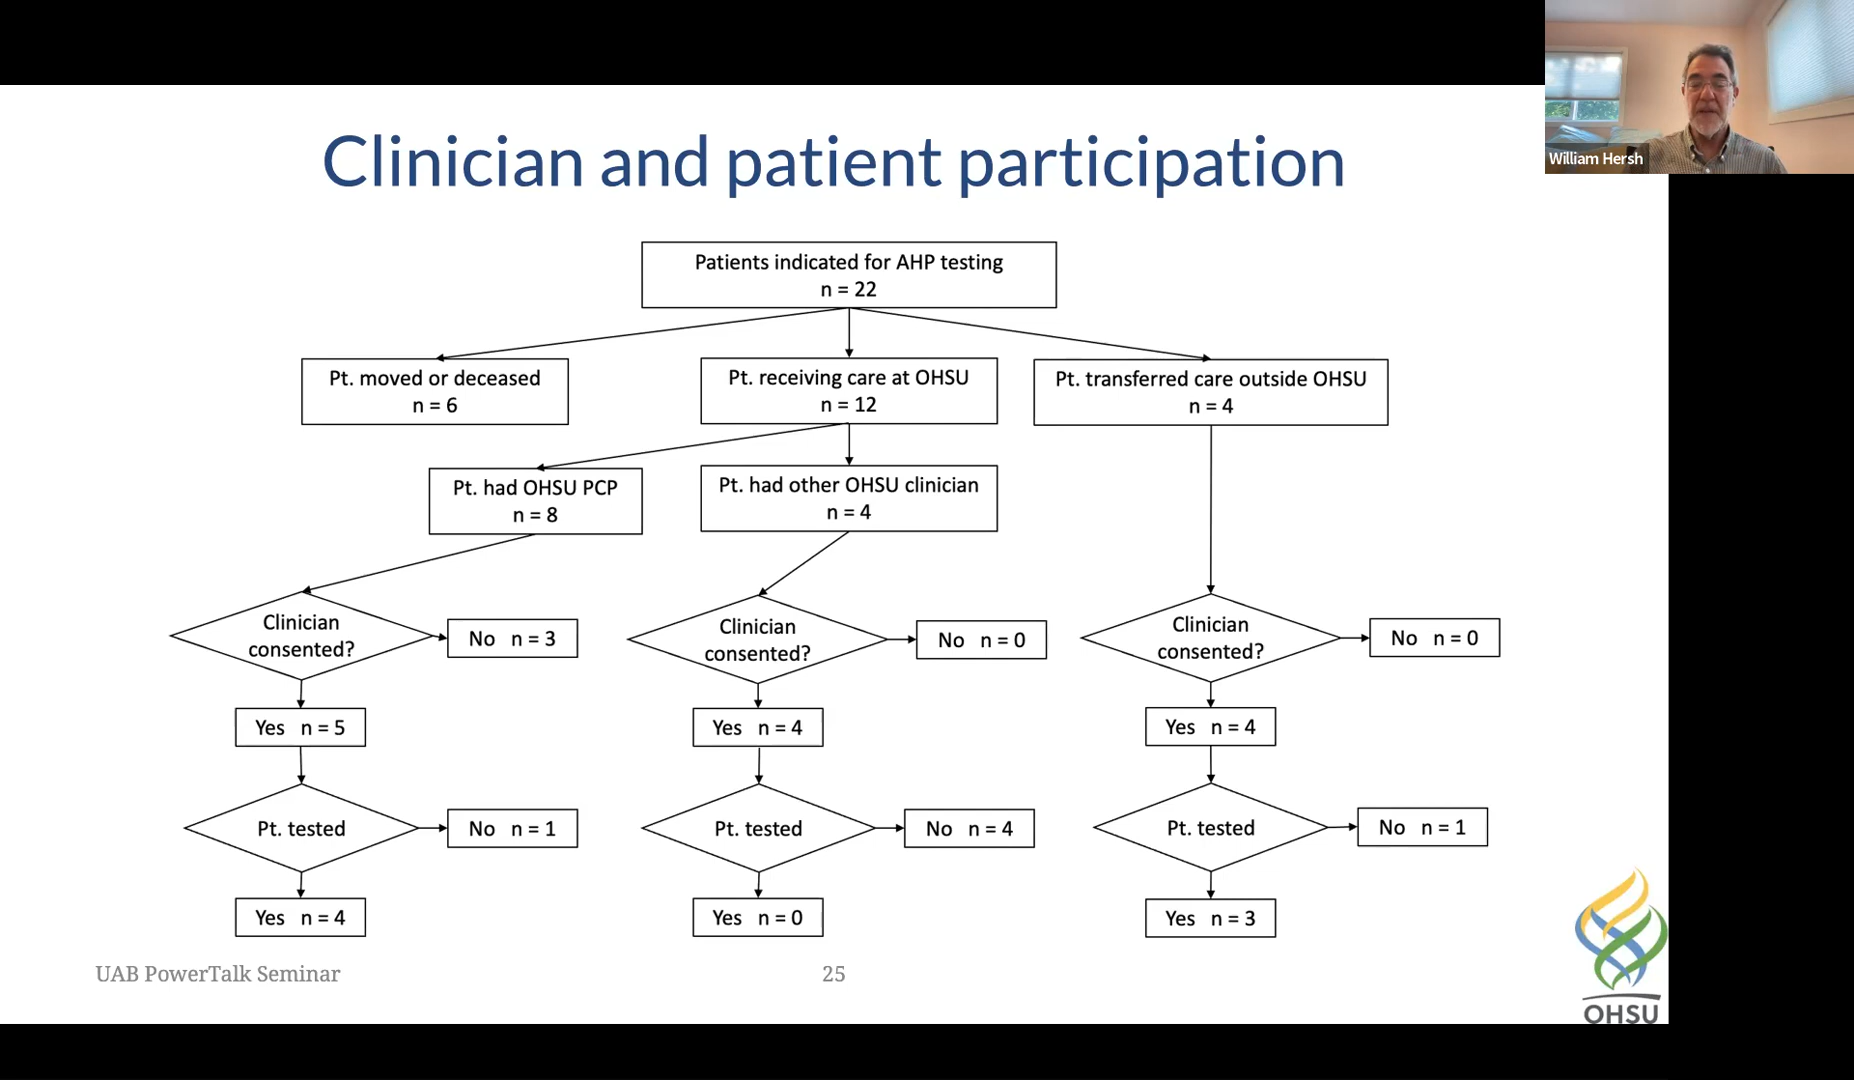 William Hersh
Clinician and patient participation
Patients indicated for AHP testing
n = 22
Pt. moved or deceased
n = 6
Pt. receiving care at OHSU
n = 12
Pt. transferred care outside OHSU
n = 4
Pt. had OHSU PCP
n = 8
Pt. had other OHSU clinician
n = 4
Clinician
consented?
No n = 3
Clinician
consented?
No n = 0
Clinician
consented?
No n = 0
Yes n = 5
Yes n = 4
Yes n = 4
Pt. tested
No n = 1
Pt. tested
No n = 4
Pt. tested
No n = 1
Yes n = 4
Yes n = 0
Yes n = 3
UAB PowerTalk Seminar
25
OHSU